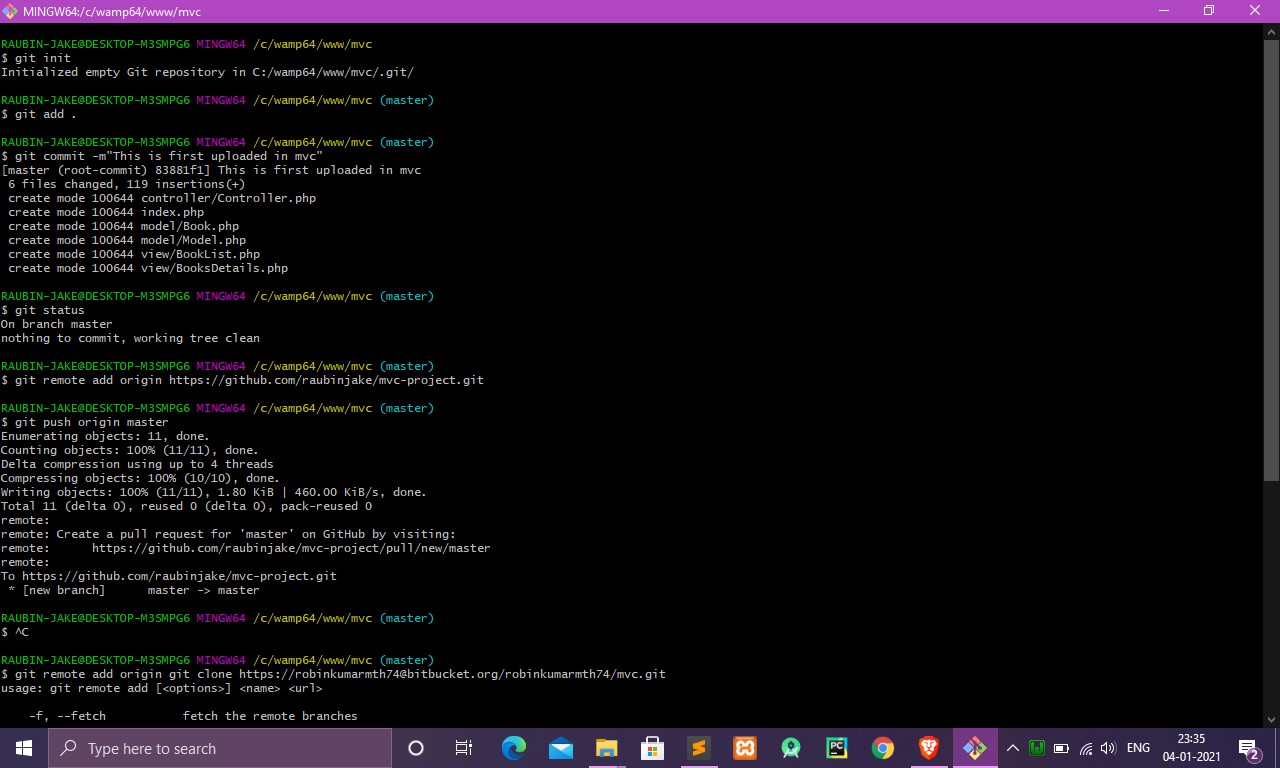 MINGW64:/c/wamp64/www/mvc
RAUBIN-JAKE@DESKTOP-M3SMPG6 MINGW64 /c/wamp64/www/mvc
$ git init
Initialized empty Git repository in C:/wamp64/www/mvc/.git/
RAUBIN-JAKE@DESKTOP-M3SMPG6 MINGW64 /c/wamp64/www/mvc (master)
$ git add .
RAUBIN-JAKE@DESKTOP-M3SMPG6 MINGW64 /c/wamp64/www/mvc (master)
$ git commit -m"This is first uploaded in mvc"
[master (root-commit) 83881f1] This is first uploaded in mvc
 6 files changed, 119 insertions(+)
 create mode 100644 controller/Controller.php
 create mode 100644 index.php
 create mode 100644 model/Book.php
 create mode 100644 model/Model.php
 create mode 100644 view/BookList.php
 create mode 100644 view/BooksDetails.php
RAUBIN-JAKE@DESKTOP-M3SMPG6 MINGW64 /c/wamp64/www/mvc (master)
$ git status
On branch master
nothing to commit, working tree clean
RAUBIN-JAKE@DESKTOP-M3SMPG6 MINGW64 /c/wamp64/www/mvc (master)
$ git remote add origin https://github.com/raubinjake/mvc-project.git
RAUBIN-JAKE@DESKTOP-M3SMPG6 MINGW64 /c/wamp64/www/mvc (master)
$ git push origin master
Enumerating objects: 11, done.
Counting objects: 100% (11/11), done.
Delta compression using up to 4 threads
Compressing objects: 100% (10/10), done.
Writing objects: 100% (11/11), 1.80 KiB | 460.00 KiB/s, done.
Total 11 (delta 0), reused 0 (delta 0), pack-reused 0
remote:
remote: Create a pull request for 'master' on GitHub by visiting:
remote:      https://github.com/raubinjake/mvc-project/pull/new/master
remote:
To https://github.com/raubinjake/mvc-project.git
 * [new branch]      master -> master
RAUBIN-JAKE@DESKTOP-M3SMPG6 MINGW64 /c/wamp64/www/mvc (master)
$ ^C
RAUBIN-JAKE@DESKTOP-M3SMPG6 MINGW64 /c/wamp64/www/mvc (master)
$ git remote add origin git clone https://robinkumarmth74@bitbucket.org/robinkumarmth74/mvc.git
usage: git remote add [<options>] <name> <url>
    -f, --fetch           fetch the remote branches
Type here to search
PC
ENG
23:35
04-01-2021
2